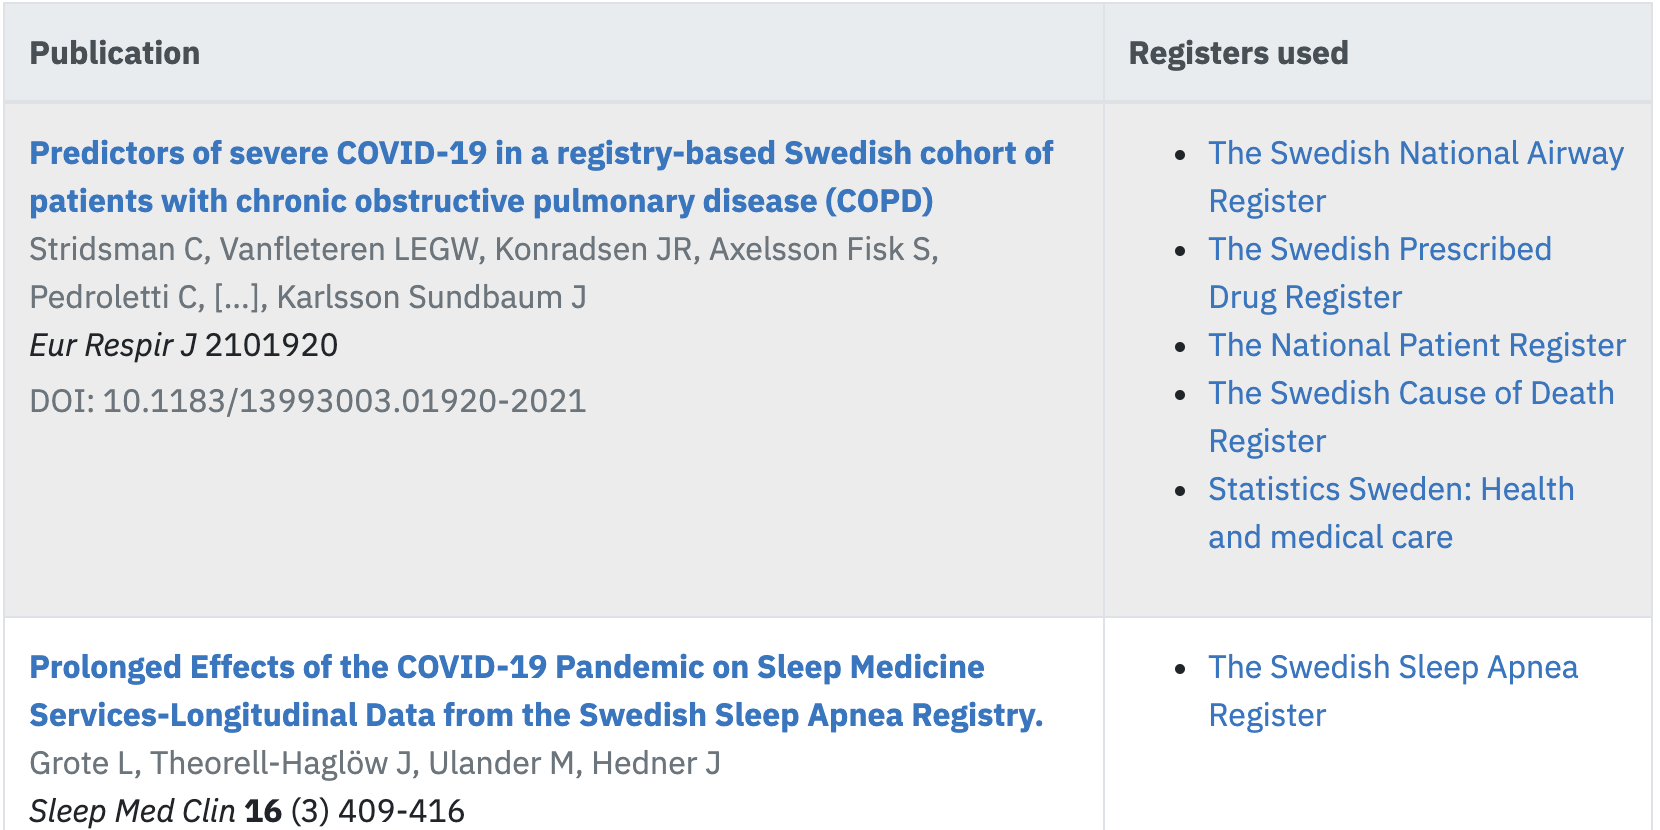 Publication
Registers used
Predictors of severe COVID-19 in a registry-based Swedish cohort of
patients with chronic obstructive pulmonary disease (COPD)
Stridsman C, Vanfleteren LEGW, Konradsen JR, Axelsson Fisk S,
Pedroletti C, [...], Karlsson Sundbaum J
Eur Respir J 2101920
DOI: 10.1183/13993003.01920-2021
The Swedish National Airway
Register
The Swedish Prescribed
Drug Register
The National Patient Register
The Swedish Cause of Death
Register
Statistics Sweden: Health
and medical care
Prolonged Effects of the COVID-19 Pandemic on Sleep Medicine
Services-Longitudinal Data from the Swedish Sleep Apnea Registry.
Grote L, Theorell-Haglöw J, Ulander M, Hedner J
Sleep Med Clin 16 (3) 409-416
The Swedish Sleep Apnea
Register